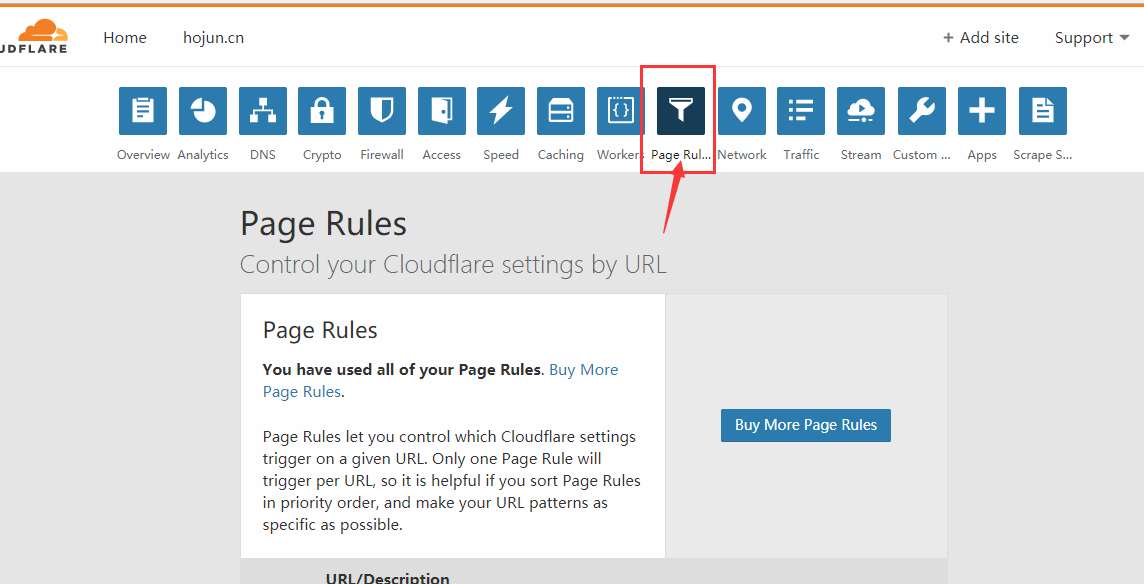 UDFLARE
Home
hojun.cn
+ Add site
Support
Overview
Analytics
DNS
Crypto
Firewall
Access
Speed
Caching
Workers
Page Rul...
Network
Traffic
Stream
Custom ...
Apps
Scrape S...
Page Rules
Control your Cloudflare settings by URL
Page Rules
You have used all of your Page Rules. Buy More
Page Rules.
Page Rules let you control which Cloudflare settings
trigger on a given URL. Only one Page Rule will
trigger per URL, so it is helpful if you sort Page Rules
in priority order, and make your URL patterns as
specific as possible.
Buy More Page Rules
URL/Description